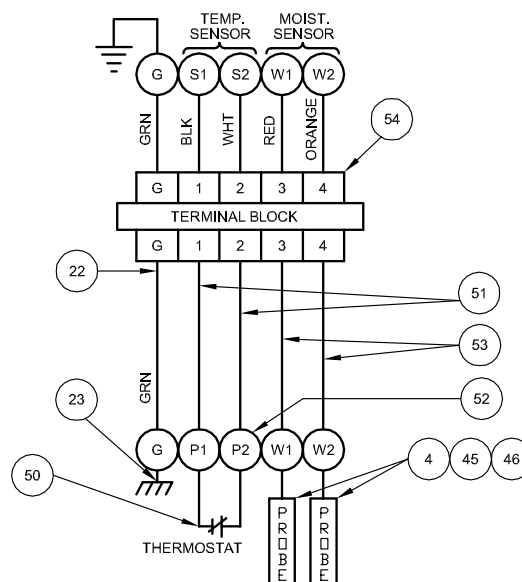 TEMP. SENSOR
MOIST. SENSOR
G S1 S2 W1 W2
GRN BLK WHT RED ORANGE
54
G 1 2 3 4
TERMINAL BLOCK
G 1 2 3 4
22
51
53
GRN
23
52
G P1 P2 W1 W2
50
4 45 46
THERMOSTAT
PROBE PROBE